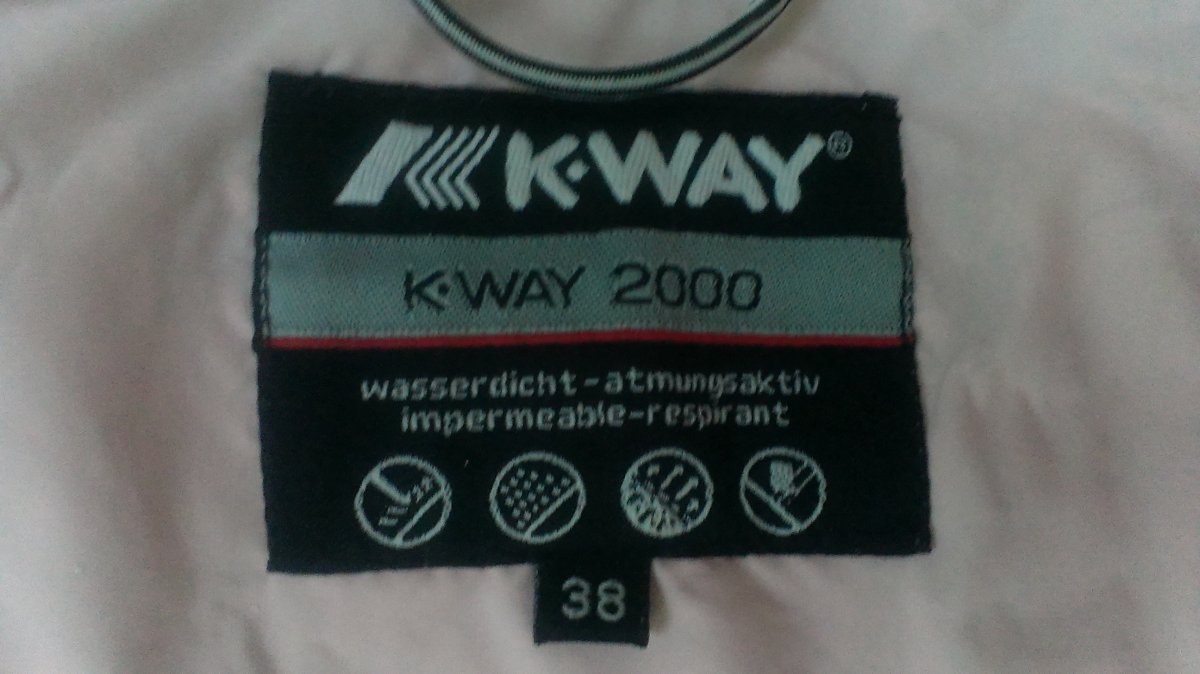 K·WAY®
K·WAY 2000
wasserdicht-atmungsaktiv
impermeable-respirant
38